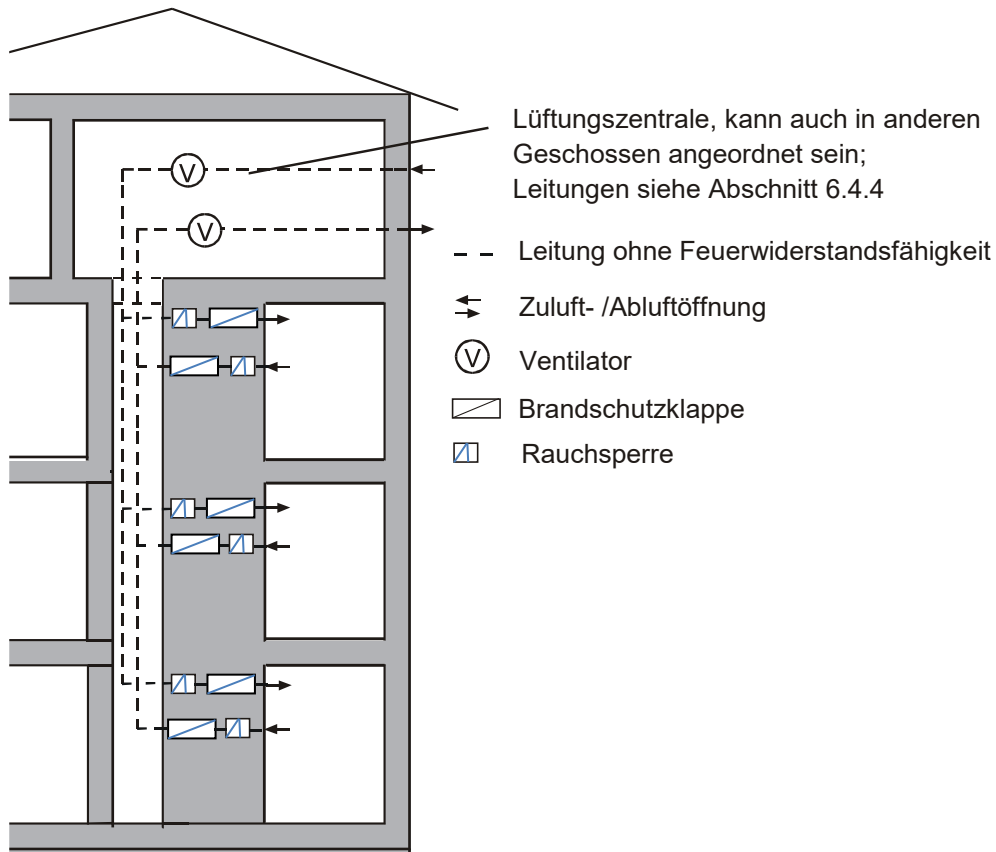 Lüftungszentrale, kann auch in anderen
Geschossen angeordnet sein;
Leitungen siehe Abschnitt 6.4.4
V
V
Leitung ohne Feuerwiderstandsfähigkeit
Zuluft- /Abluftöffnung
V Ventilator
Brandschutzklappe
Rauchsperre